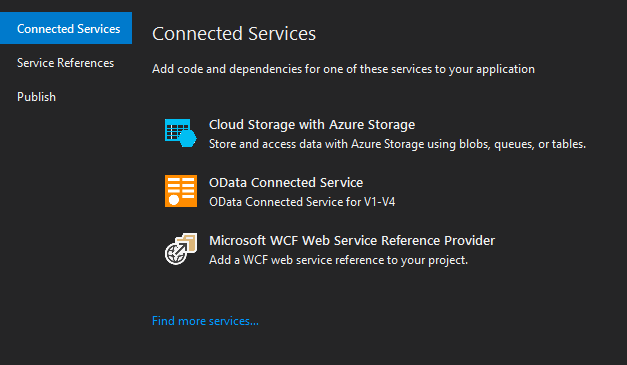 Connected Services
Service References
Publish
Connected Services
Add code and dependencies for one of these services to your application
Cloud Storage with Azure Storage
Store and access data with Azure Storage using blobs, queues, or tables.
OData Connected Service
OData Connected Service for V1-V4
Microsoft WCF Web Service Reference Provider
Add a WCF web service reference to your project.
Find more services...